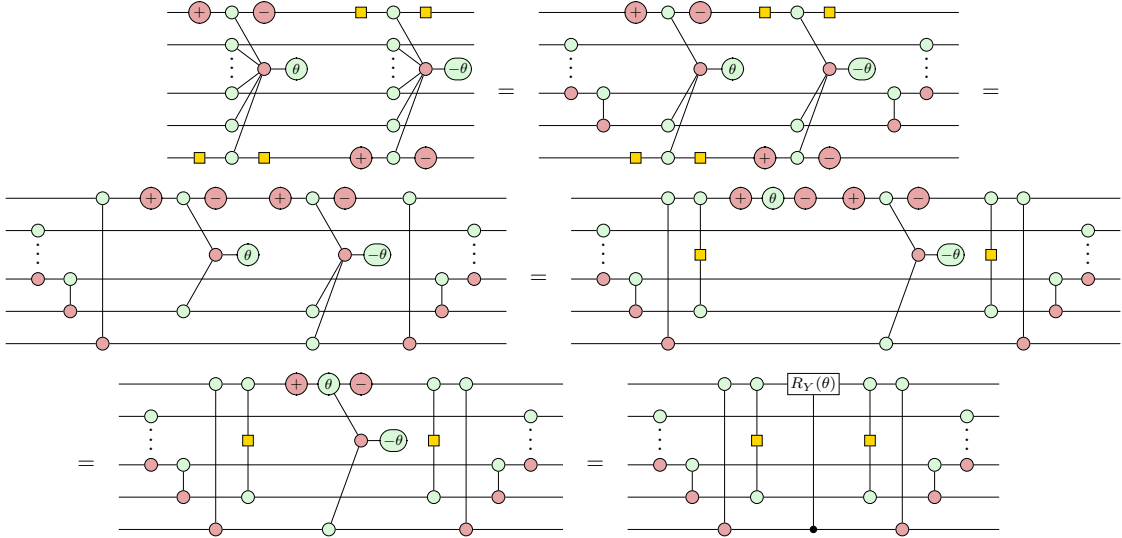 + − θ −θ + − = + − θ −θ + − =
+ − + − θ −θ = + θ − + − −θ
= + θ − −θ = R_Y(θ)